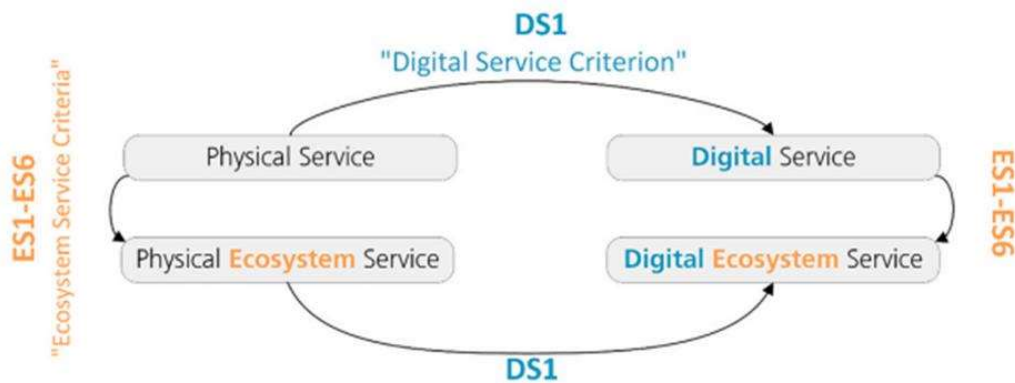 DS1
"Digital Service Criterion"
ES1-ES6
"Ecosystem Service Criteria"
Physical Service
Digital Service
ES1-ES6
Physical Ecosystem Service
Digital Ecosystem Service
DS1